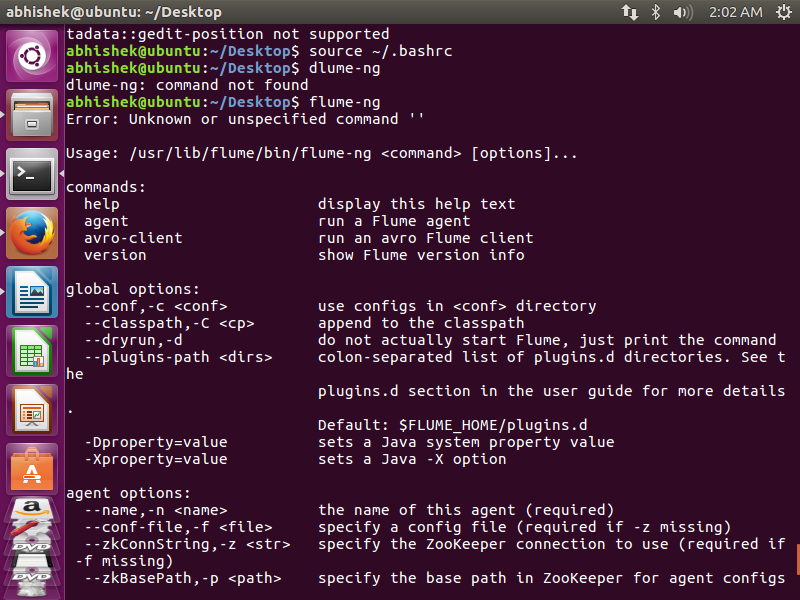 abhishek@ubuntu: ~/Desktop
2:02 AM
tadata::gedit-position not supported
abhishek@ubuntu:~/Desktop$ source ~/.bashrc
abhishek@ubuntu:~/Desktop$ dlume-ng
dlume-ng: command not found
abhishek@ubuntu:~/Desktop$ flume-ng
Error: Unknown or unspecified command ''
Usage: /usr/lib/flume/bin/flume-ng <command> [options]...
commands:
help display this help text
agent run a Flume agent
avro-client run an avro Flume client
version show Flume version info
global options:
--conf,-c <conf> use configs in <conf> directory
--classpath,-C <cp> append to the classpath
--dryrun,-d do not actually start Flume, just print the command
--plugins-path <dirs> colon-separated list of plugins.d directories. See t
he
plugins.d section in the user guide for more details
.
Default: $FLUME_HOME/plugins.d
-Dproperty=value sets a Java system property value
-Xproperty=value sets a Java -X option
agent options:
--name,-n <name> the name of this agent (required)
--conf-file,-f <file> specify a config file (required if -z missing)
--zkConnString,-z <str> specify the ZooKeeper connection to use (required if
-f missing)
--zkBasePath,-p <path> specify the base path in ZooKeeper for agent configs
>_
A
a
DVD
DVD